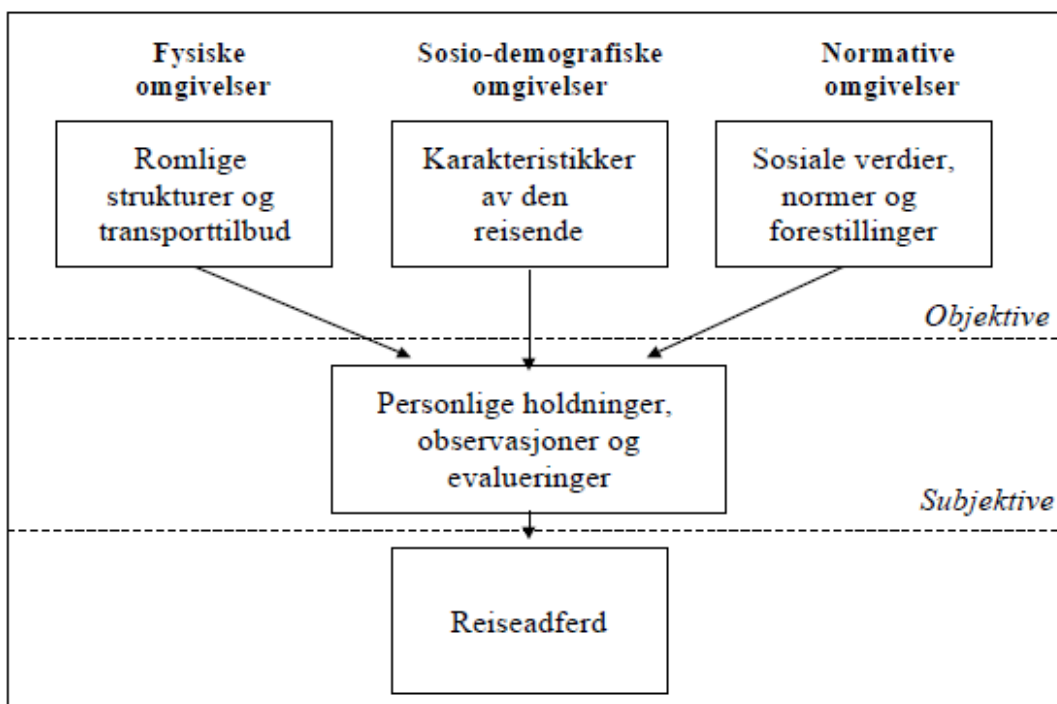 Fysiske
omgivelser
Sosio-demografiske
omgivelser
Normative
omgivelser
Romlige
strukturer og
transporttilbud
Karakteristikker
av den
reisende
Sosiale verdier,
normer og
forestillinger
Objektive
Personlige holdninger,
observasjoner og
evalueringer
Subjektive
Reiseadferd